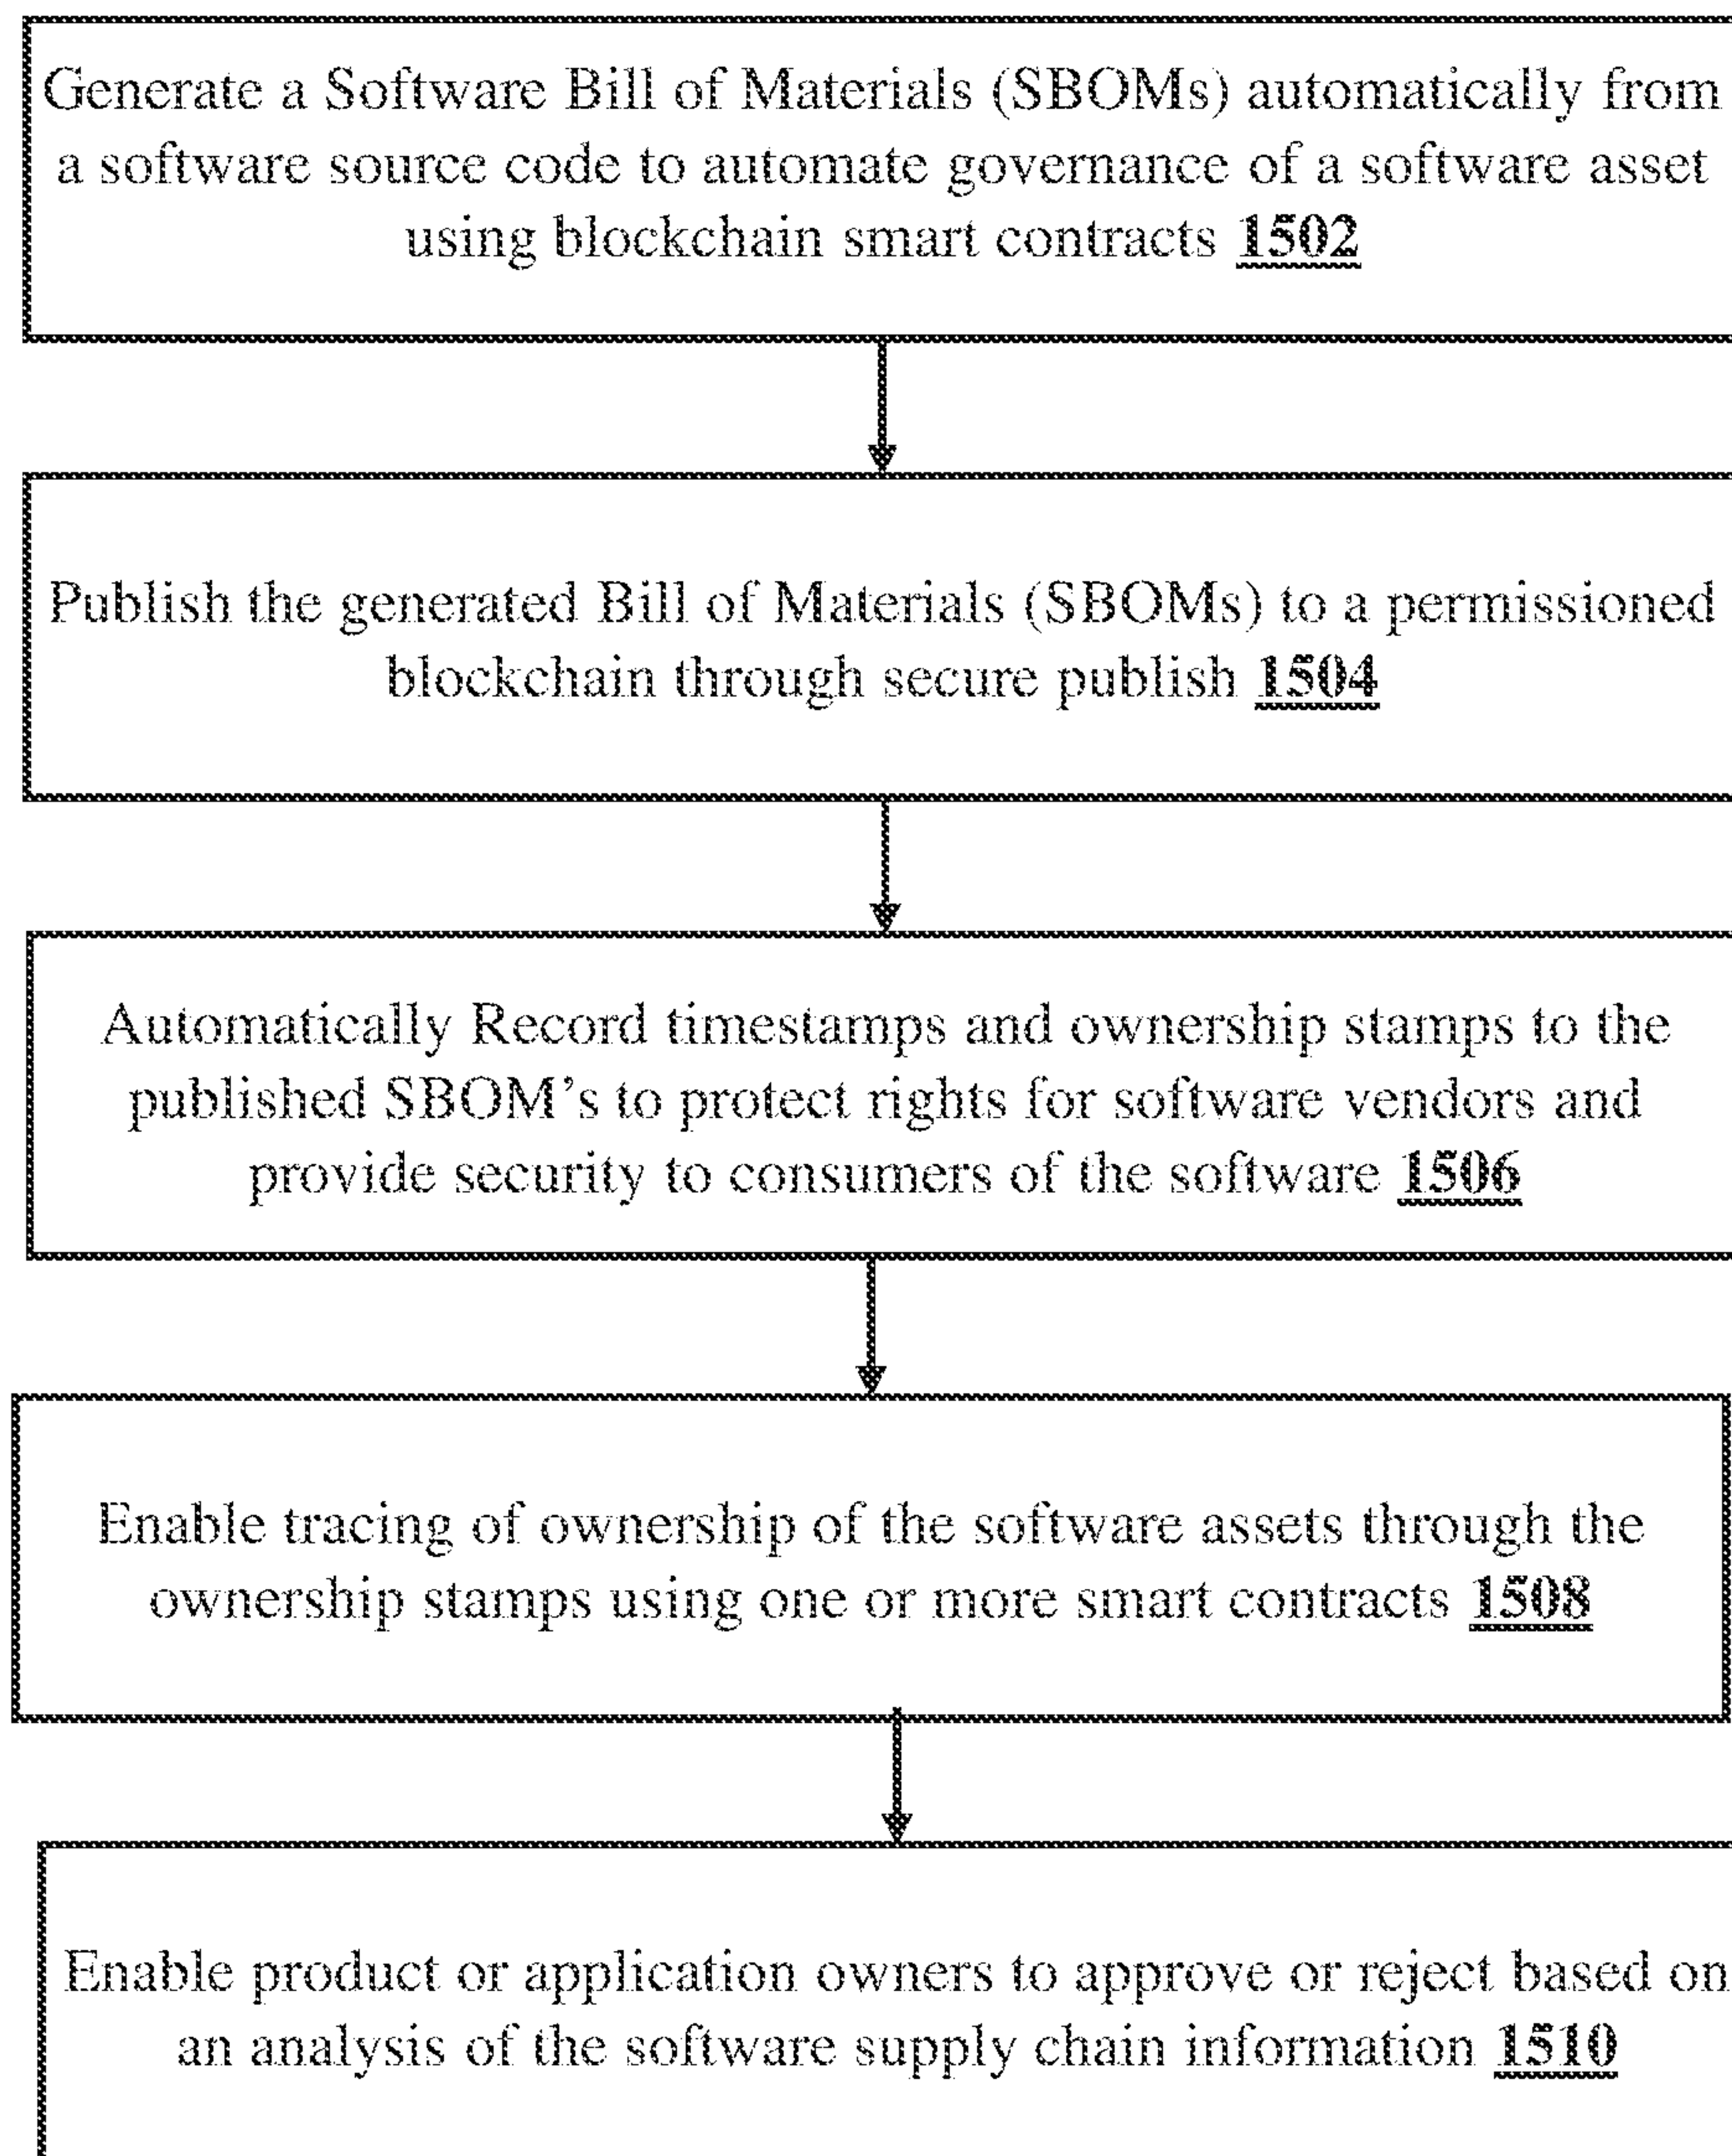 Generate a Software Bill of Materials (SBOMs) automatically from
a software source code to automate governance of a software asset
using blockchain smart contracts 1502
Publish the generated Bill of Materials (SBOMs) to a permissioned
blockchain through secure publish 1504
Automatically Record timestamps and ownership stamps to the
published SBOM’s to protect rights for software vendors and
provide security to consumers of the software 1506
Enable tracing of ownership of the software assets through the
ownership stamps using one or more smart contracts 1508
Enable product or application owners to approve or reject based on
an analysis of the software supply chain information 1510